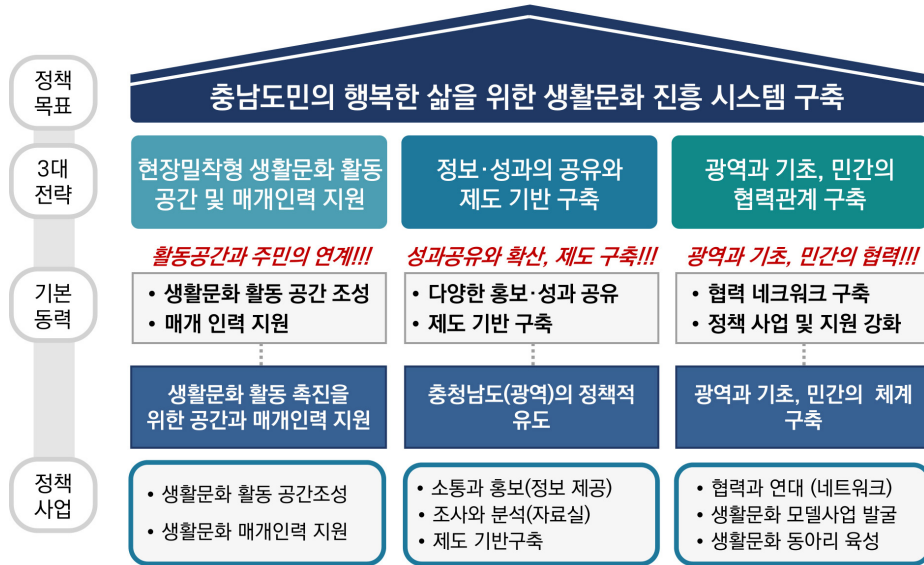 정책
목표
충남도민의 행복한 삶을 위한 생활문화 진흥 시스템 구축
3대
전략
현장밀착형 생활문화 활동
공간 및 매개인력 지원
정보·성과의 공유와
제도 기반 구축
광역과 기초, 민간의
협력관계 구축
기본
동력
활동공간과 주민의 연계!!!
• 생활문화 활동 공간 조성
• 매개 인력 지원
성과공유와 확산, 제도 구축!!!
• 다양한 홍보·성과 공유
• 제도 기반 구축
광역과 기초, 민간의 협력!!!
• 협력 네크워크 구축
• 정책 사업 및 지원 강화
생활문화 활동 촉진을
위한 공간과 매개인력 지원
충청남도(광역)의 정책적
유도
광역과 기초, 민간의 체계
구축
정책
사업
• 생활문화 활동 공간조성
• 생활문화 매개인력 지원
• 소통과 홍보(정보 제공)
• 조사와 분석(자료실)
• 제도 기반구축
• 협력과 연대 (네트워크)
• 생활문화 모델사업 발굴
• 생활문화 동아리 육성